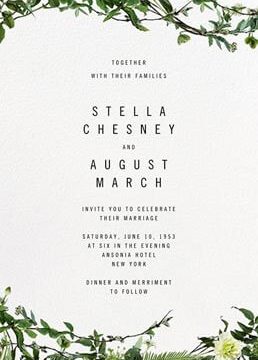 TOGETHER
WITH THEIR FAMILIES
STELLA
CHESNEY
AND
AUGUST
MARCH
INVITE YOU TO CELEBRATE
THEIR MARRIAGE
SATURDAY, JUNE 16, 1953
AT SIX IN THE EVENING
ANSONIA HOTEL
NEW YORK
DINNER AND MERRIMENT
TO FOLLOW